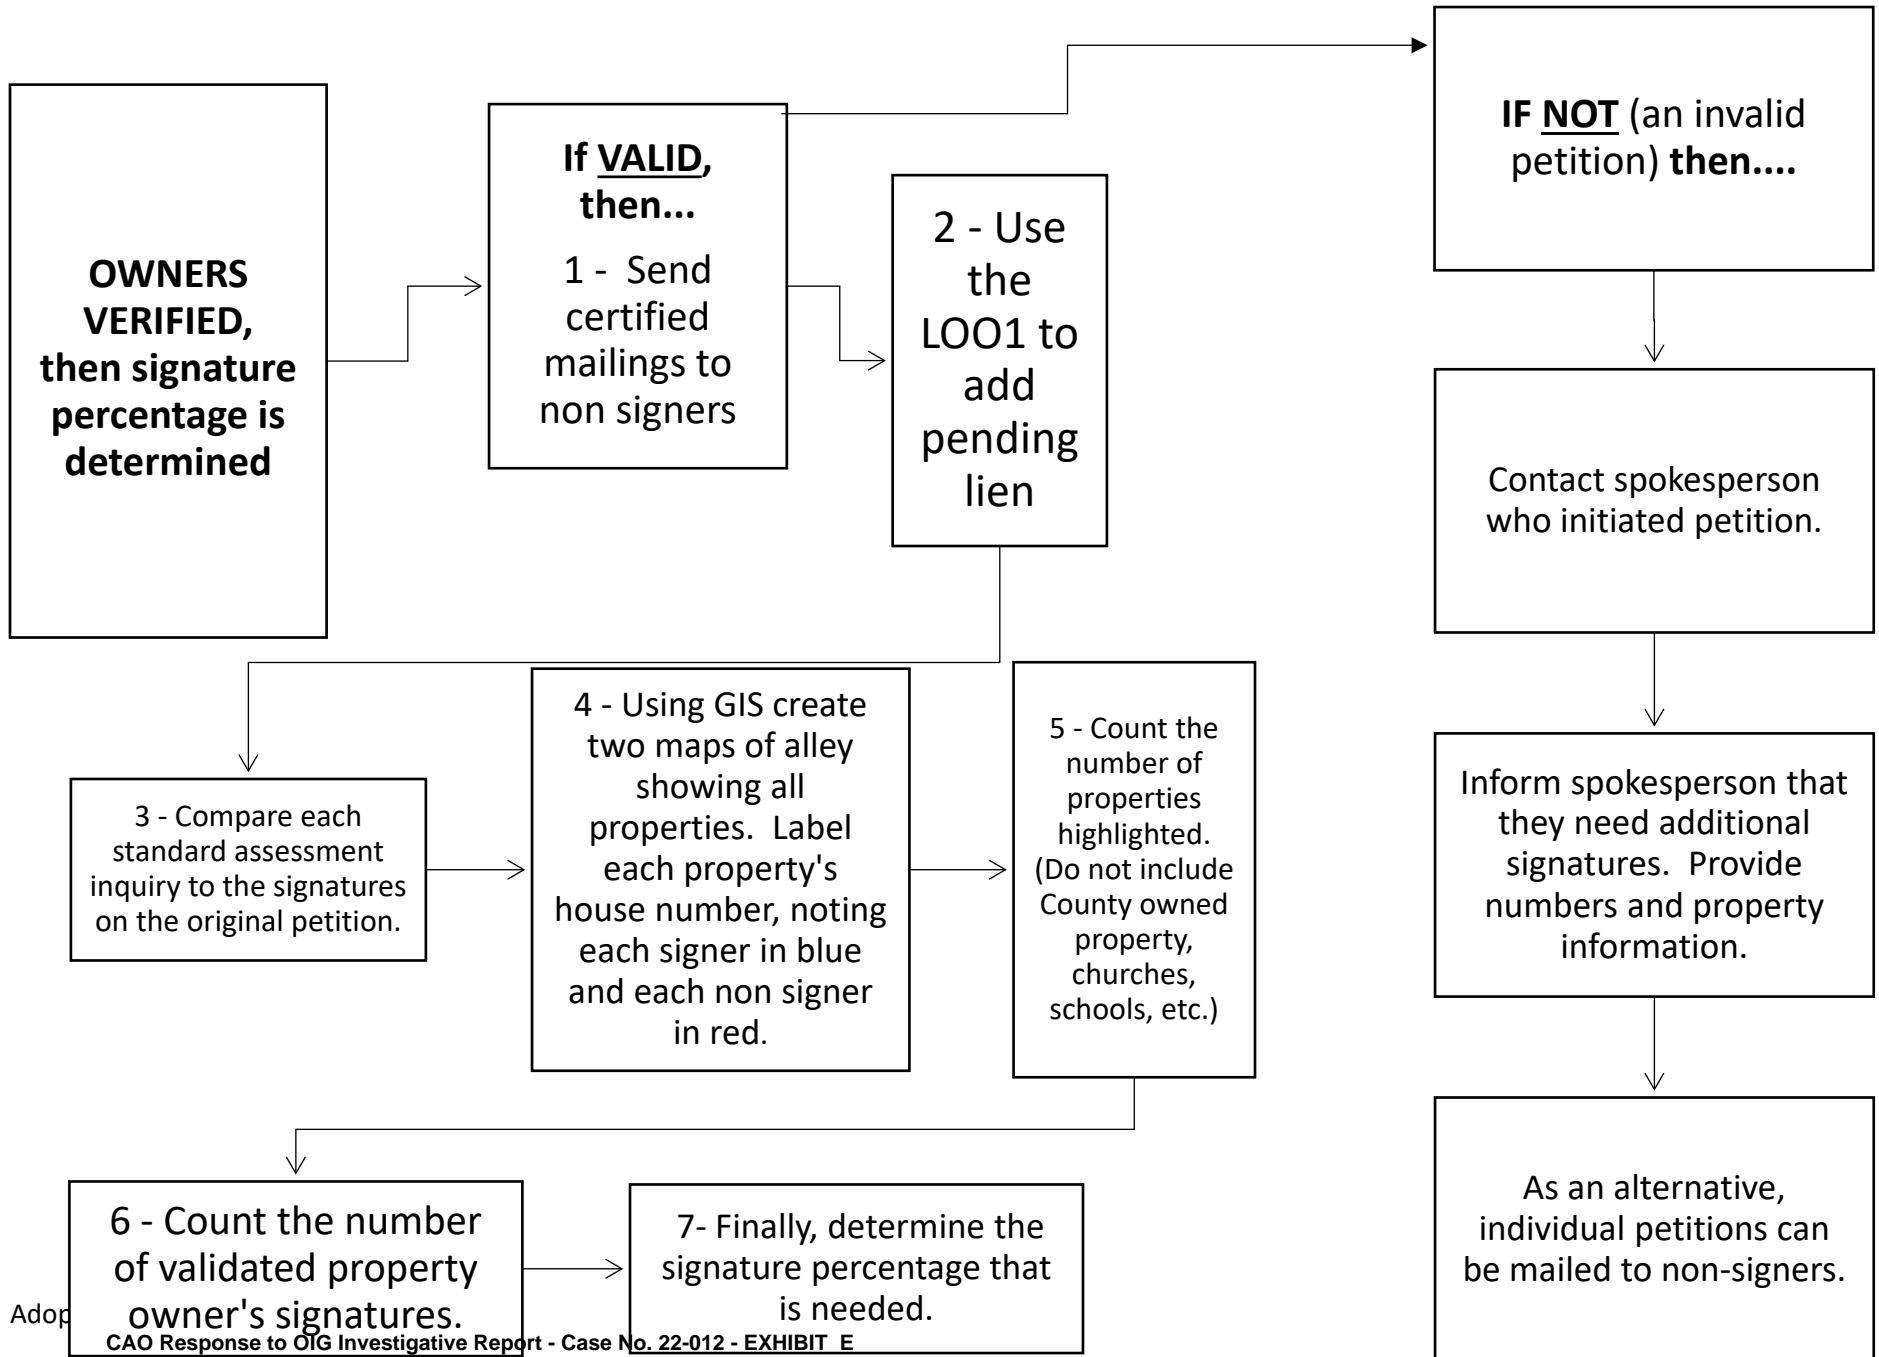 OWNERS
VERIFIED,
then signature
percentage is
determined
If VALID,
then...
1 -  Send
certified
mailings to
non signers
2 - Use
the
LOO1 to
add
pending
lien
IF NOT (an invalid
petition) then....
Contact spokesperson
who initiated petition.
Inform spokesperson that
they need additional
signatures.  Provide
numbers and property
information.
As an alternative,
individual petitions can
be mailed to non-signers.
3 - Compare each
standard assessment
inquiry to the signatures
on the original petition.
4 - Using GIS create
two maps of alley
showing all
properties.  Label
each property's
house number, noting
each signer in blue
and each non signer
in red.
5 - Count the
number of
properties
highlighted.
(Do not include
County owned
property,
churches,
schools, etc.)
6 - Count the number
of validated property
owner's signatures.
7- Finally, determine the
signature percentage that
is needed.
Adop
CAO Response to OIG Investigative Report - Case No. 22-012 - EXHIBIT  E